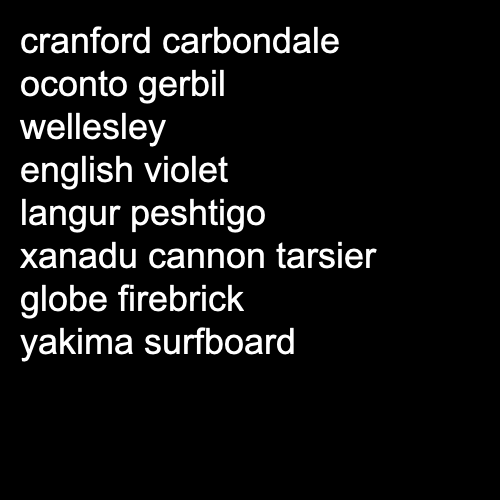 cranford carbondale
oconto gerbil
wellesley
english violet
langur peshtigo
xanadu cannon tarsier
globe firebrick
yakima surfboard